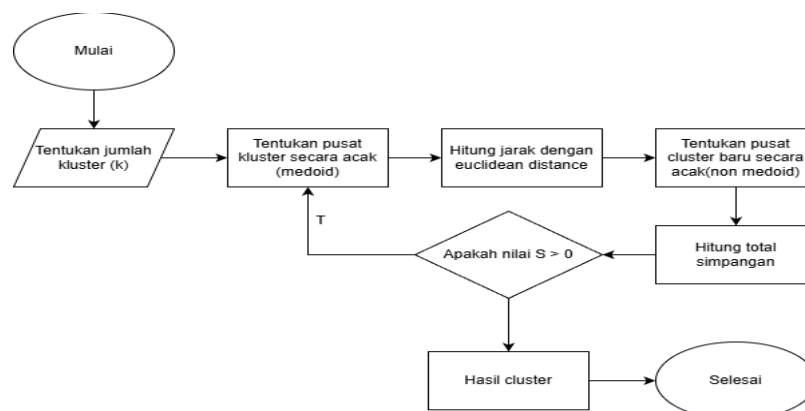 Mulai
Tentukan jumlah
kluster (k)
Tentukan pusat
kluster secara acak
(medoid)
Hitung jarak dengan
euclidean distance
Tentukan pusat
cluster baru secara
acak(non medoid)
Hitung total
simpangan
Apakah nilai S > 0
T
Hasil cluster
Selesai